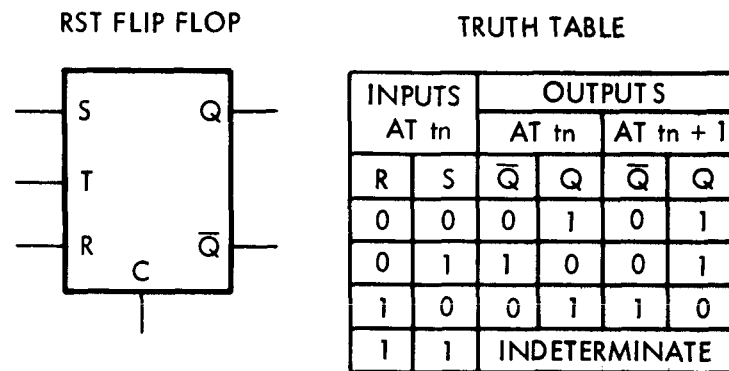 RST FLIP FLOP
S Q
T
R Q̅
C
TRUTH TABLE
INPUTS AT tn OUTPUTS
AT tn AT tn + 1
R S Q̅ Q Q̅ Q
0 0 0 1 0 1
0 1 1 0 0 1
1 0 0 1 1 0
1 1 INDETERMINATE